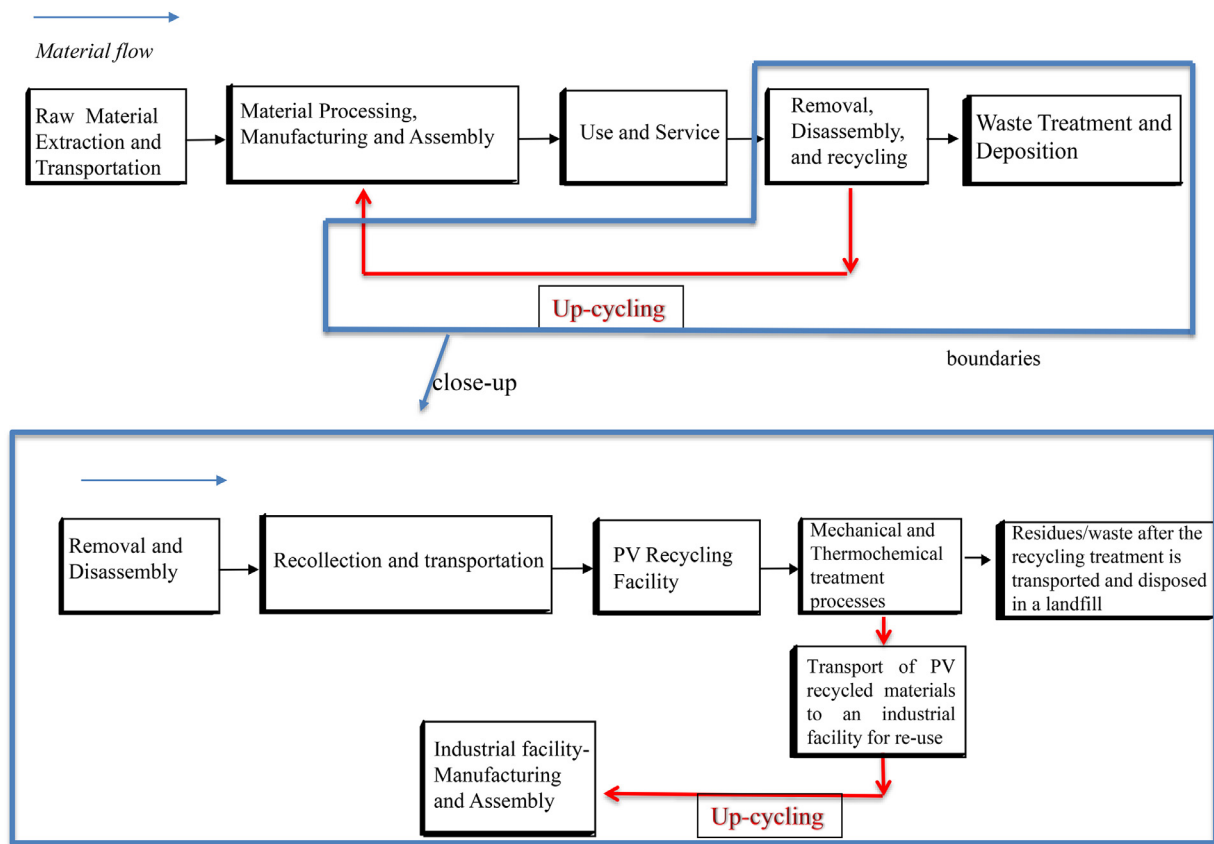 Material flow
Raw Material
Extraction and
Transportation
Material Processing,
Manufacturing and Assembly
Use and Service
Removal,
Disassembly,
and recycling
Waste Treatment and
Deposition
Up-cycling
boundaries
close-up
Removal and
Disassembly
Recollection and transportation
PV Recycling
Facility
Mechanical and
Thermochemical
treatment
processes
Residues/waste after the
recycling treatment is
transported and disposed
in a landfill
Transport of PV
recycled materials
to an industrial
facility for re-use
Industrial facility-
Manufacturing
and Assembly
Up-cycling